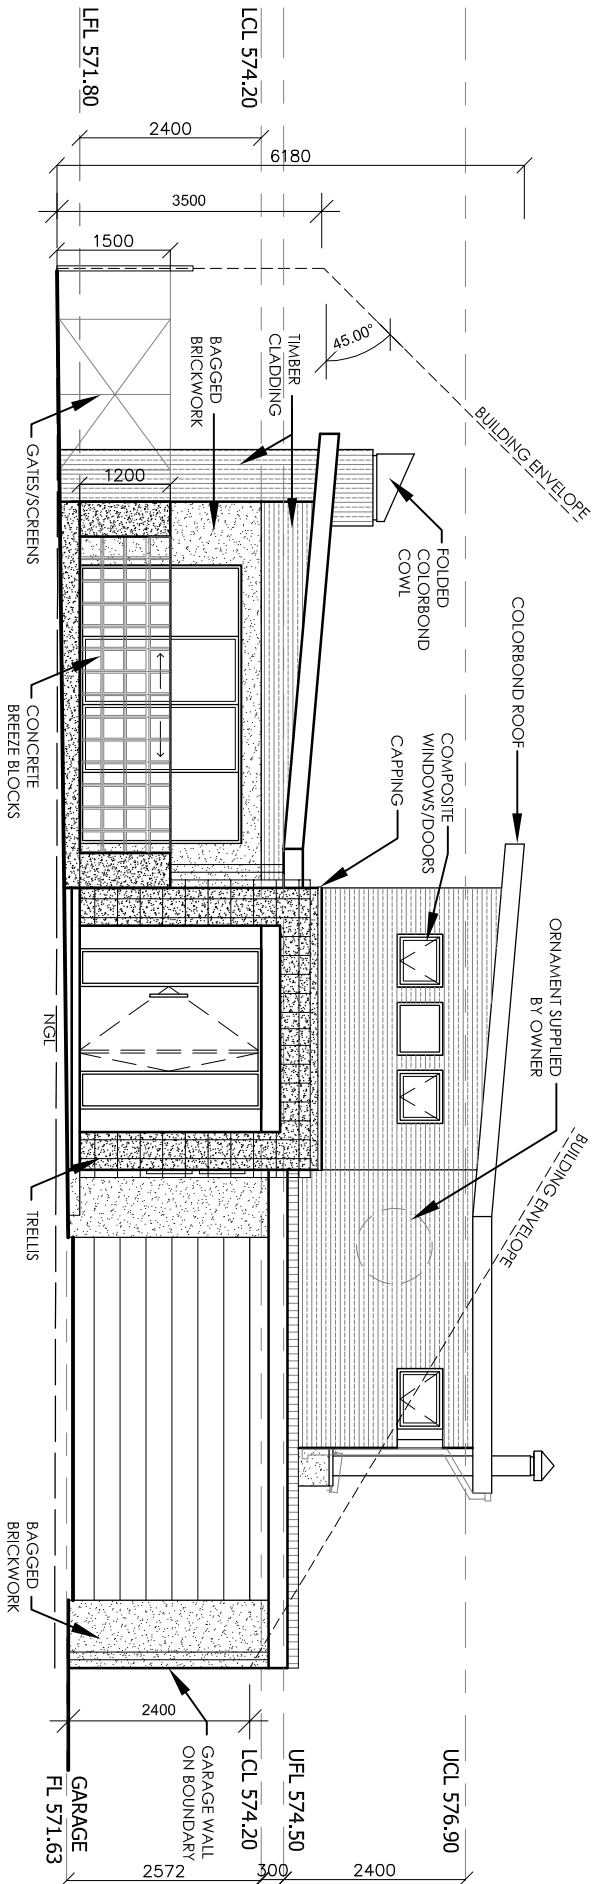 LFL 571.80
LCL 574.20
2400
6180
3500
1500
45.00°
BUILDING ENVELOPE
TIMBER
CLADDING
BAGGED
BRICKWORK
GATES/SCREENS
1200
FOLDED
COLORBOND
COWL
COLORBOND ROOF
COMPOSITE
WINDOWS/DOORS
CAPPING
CONCRETE
BREEZE BLOCKS
ORNAMENT SUPPLIED
BY OWNER
NGL
BUILDING ENVELOPE
TRELLIS
BAGGED
BRICKWORK
2400
GARAGE WALL
ON BOUNDARY
UCL 576.90
UFL 574.50
LCL 574.20
GARAGE
FL 571.63
2400
300
2572